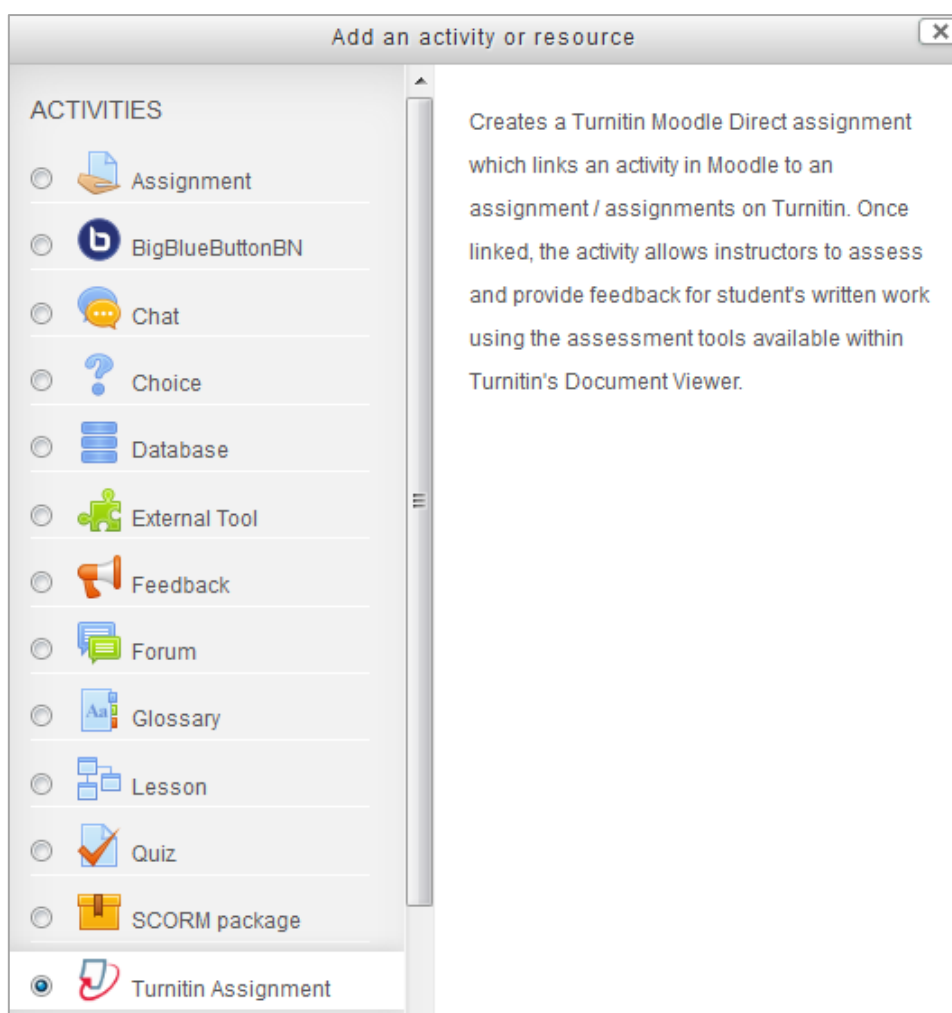 Add an activity or resource
ACTIVITIES
Assignment
BigBlueButtonBN
Chat
Choice
Database
External Tool
Feedback
Forum
Aa
Glossary
Lesson
Quiz
SCORM package
Turnitin Assignment
Creates a Turnitin Moodle Direct assignment
which links an activity in Moodle to an
assignment / assignments on Turnitin. Once
linked, the activity allows instructors to assess
and provide feedback for student's written work
using the assessment tools available within
Turnitin's Document Viewer.